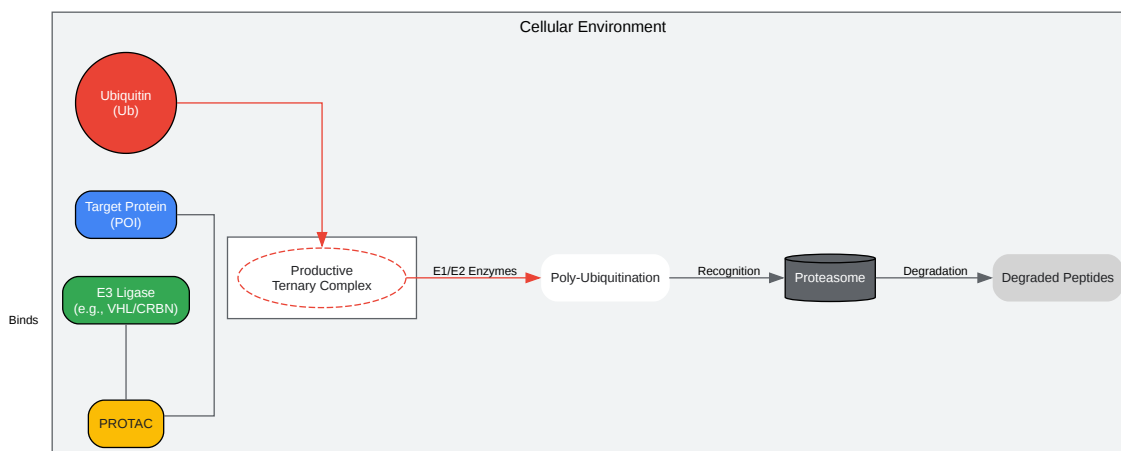 Cellular Environment
Ubiquitin
(Ub)
Target Protein
(POI)
E3 Ligase
(e.g., VHL/CRBN)
Binds
PROTAC
Productive
Ternary Complex
E1/E2 Enzymes
Poly-Ubiquitination
Recognition
Proteasome
Degradation
Degraded Peptides